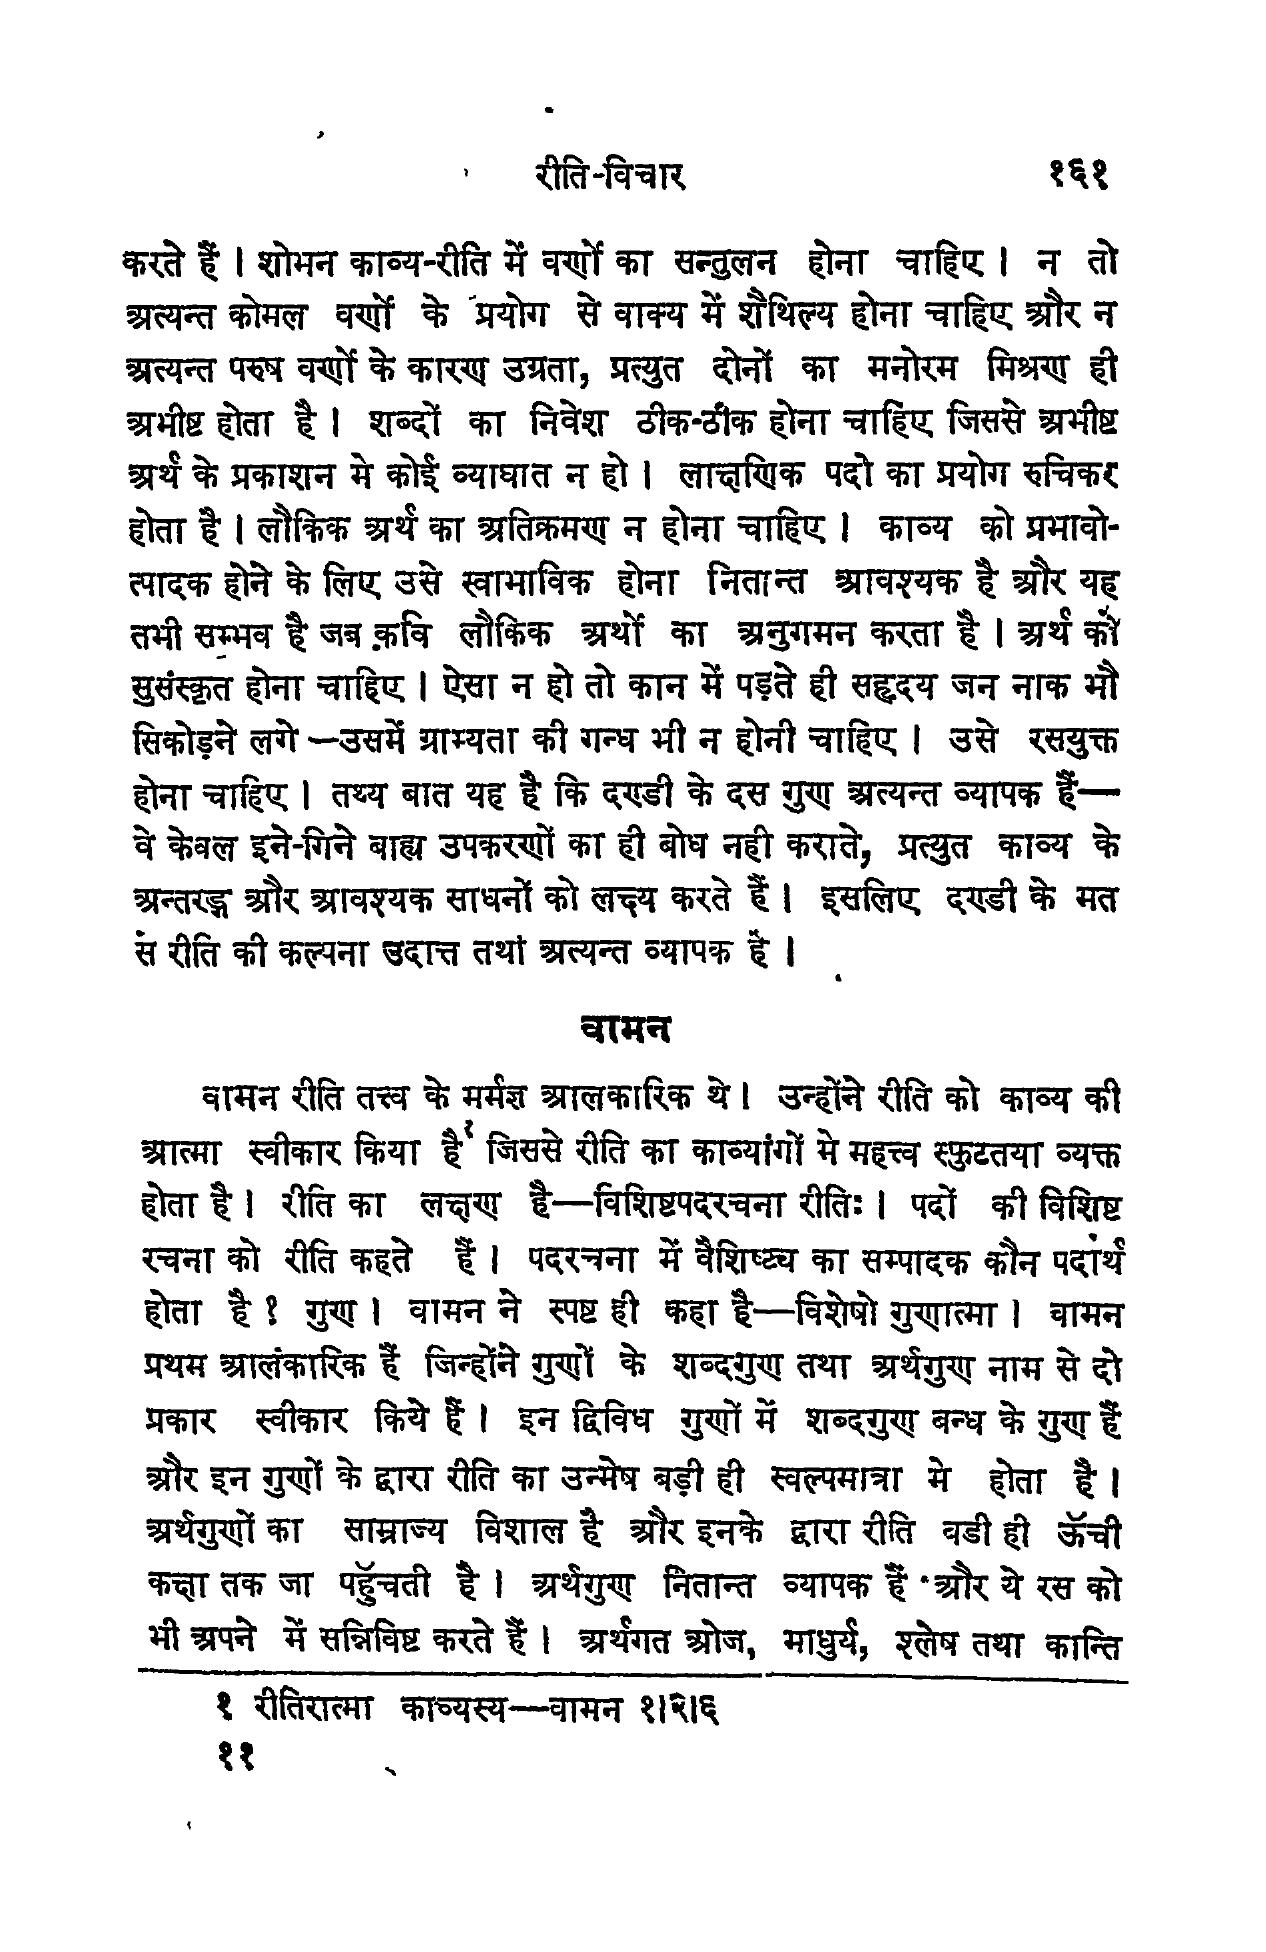 रीति-विचार १६१
करते हैं । शोभन काव्य-रीति में वर्णों का सन्तुलन होना चाहिए । न तो
अत्यन्त कोमल वर्णों के प्रयोग से वाक्य में शैथिल्य होना चाहिए और न
अत्यन्त परुष वर्णों के कारण उग्रता, प्रत्युत दोनों का मनोरम मिश्रण ही
अभीष्ट होता है । शब्दों का निवेश ठीक-ठीक होना चाहिए जिससे अभीष्ट
अर्थ के प्रकाशन मे कोई व्याघात न हो । लाक्षणिक पदो का प्रयोग रुचिकर
होता है । लौकिक अर्थ का अतिक्रमण न होना चाहिए । काव्य को प्रभावो-
त्पादक होने के लिए उसे स्वाभाविक होना नितान्त आवश्यक है और यह
तभी सम्भव है जब कवि लौकिक अर्थों का अनुगमन करता है । अर्थ को
सुसंस्कृत होना चाहिए । ऐसा न हो तो कान में पड़ते ही सहृदय जन नाक भौ
सिकोड़ने लगे —उसमें ग्राम्यता की गन्ध भी न होनी चाहिए । उसे रसयुक्त
होना चाहिए । तथ्य बात यह है कि दण्डी के दस गुण अत्यन्त व्यापक हैं—
वे केवल इने-गिने बाह्य उपकरणों का ही बोध नही कराते, प्रत्युत काव्य के
अन्तरङ्ग और आवश्यक साधनों को लक्ष्य करते हैं । इसलिए दण्डी के मत
से रीति की कल्पना उदात्त तथा अत्यन्त व्यापक है ।
वामन
वामन रीति तत्त्व के मर्मज्ञ आलकारिक थे । उन्होंने रीति को काव्य की
आत्मा स्वीकार किया है१ जिससे रीति का काव्यांगों मे महत्त्व स्फुटतया व्यक्त
होता है । रीति का लक्षण है—विशिष्टपदरचना रीतिः । पदों की विशिष्ट
रचना को रीति कहते हैं । पदरचना में वैशिष्ट्य का सम्पादक कौन पदार्थ
होता है ? गुण । वामन ने स्पष्ट ही कहा है—विशेषो गुणात्मा । वामन
प्रथम आलंकारिक हैं जिन्होंने गुणों के शब्दगुण तथा अर्थगुण नाम से दो
प्रकार स्वीकार किये हैं । इन द्विविध गुणों में शब्दगुण बन्ध के गुण हैं
और इन गुणों के द्वारा रीति का उन्मेष बड़ी ही स्वल्पमात्रा मे होता है ।
अर्थगुणों का साम्राज्य विशाल है और इनके द्वारा रीति वडी ही ऊँची
कक्षा तक जा पहुँचती है । अर्थगुण नितान्त व्यापक हैं और ये रस को
भी अपने में सन्निविष्ट करते हैं । अर्थगत ओज, माधुर्य, श्लेष तथा कान्ति
१ रीतिरात्मा काव्यस्य—वामन १।२।६
११